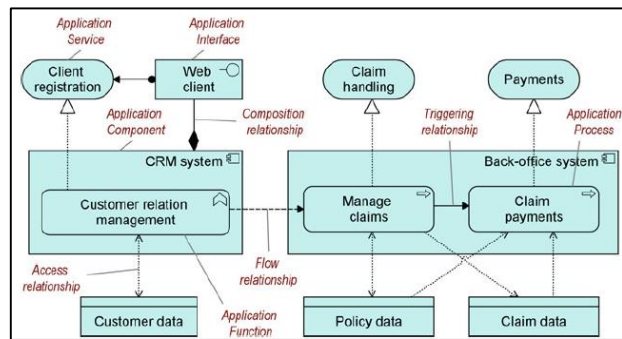 Application
Service
Application
Interface
Client
registration
Web
client
Claim
handling
Payments
Application
Component
Composition
relationship
Triggering
relationship
Application
Process
CRM system
Back-office system
Customer relation
management
Manage
claims
Claim
payments
Access
relationship
Flow
relationship
Application
Function
Customer data
Policy data
Claim data